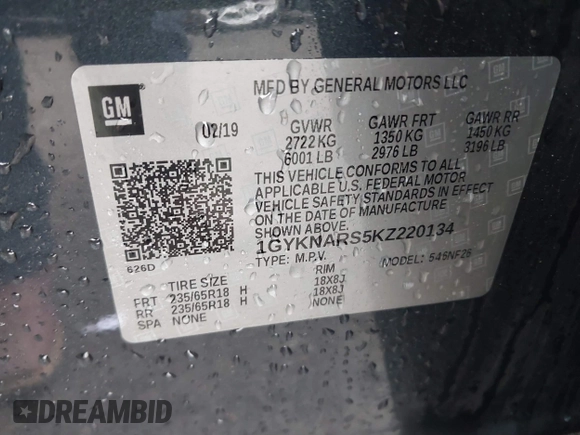 MFD BY GENERAL MOTORS LLC
GM
02/19
GVWR GAWR FRT GAWR RR
2722 KG 1350 KG 1450 KG
6001 LB 2976 LB 3196 LB
THIS VEHICLE CONFORMS TO ALL
APPLICABLE U.S. FEDERAL MOTOR
VEHICLE SAFETY STANDARDS IN EFFECT
ON THE DATE OF MANUFACTURE
SHOWN ABOVE.
1GYKNARS5KZ220134
TYPE: M.P.V. MODEL: 545NF26
626D
TIRE SIZE RIM
FRT 235/65R18 H 18X8J
RR 235/65R18 H 18X8J
SPA NONE NONE
DREAMBID